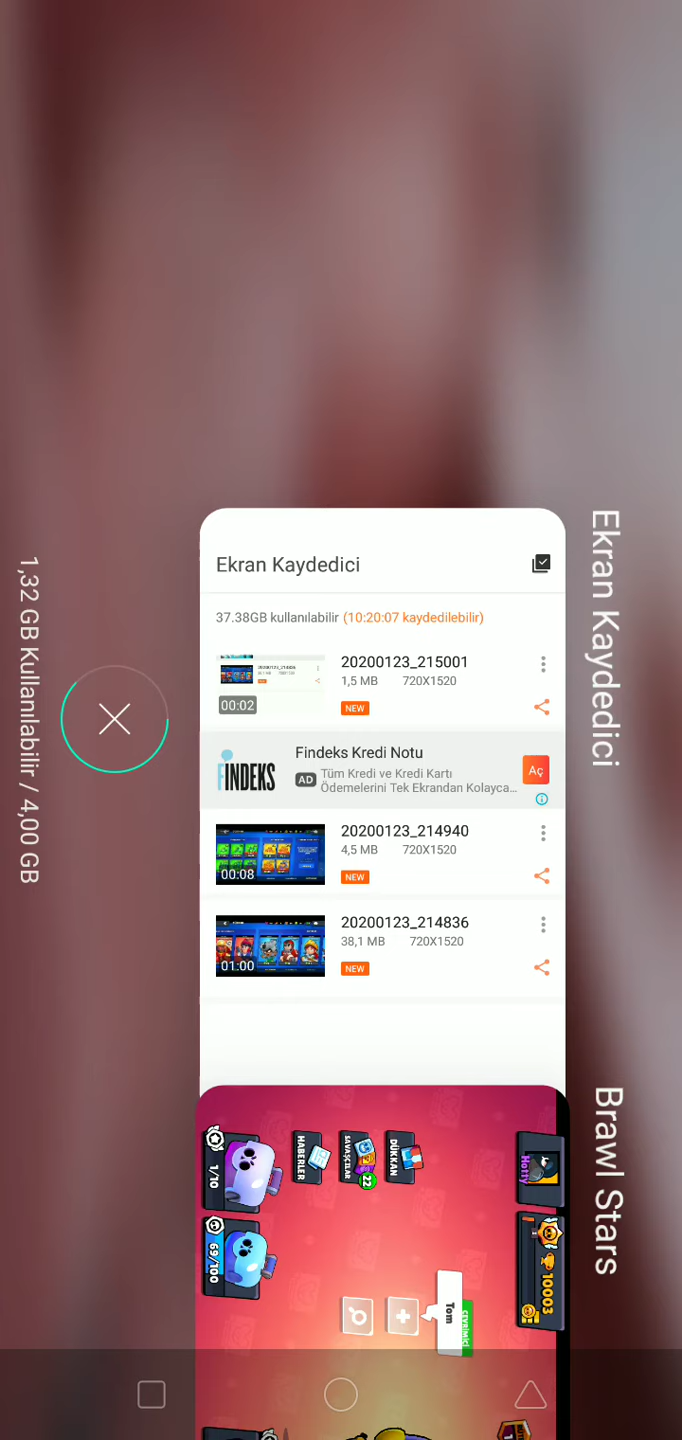 Ekran Kaydedici
Ekran Kaydedici
37.38GB kullanılabilir (10:20:07 kaydedilebilir)
20200123_215001
1,5 MB 720X1520
00:02
NEW
FINDEKS
Findeks Kredi Notu
AD Tüm Kredi ve Kredi Kartı
Ödemelerini Tek Ekrandan Kolayca...
Aç
20200123_214940
4,5 MB 720X1520
00:08
NEW
20200123_214836
38,1 MB 720X1520
01:00
NEW
1,32 GB Kullanılabilir / 4,00 GB
Brawl Stars
Hotty
10003
DÜKKAN
SAVAŞÇILAR
22
HABERLER
1/10
69/100
ÇEVRİMİÇİ
Tom